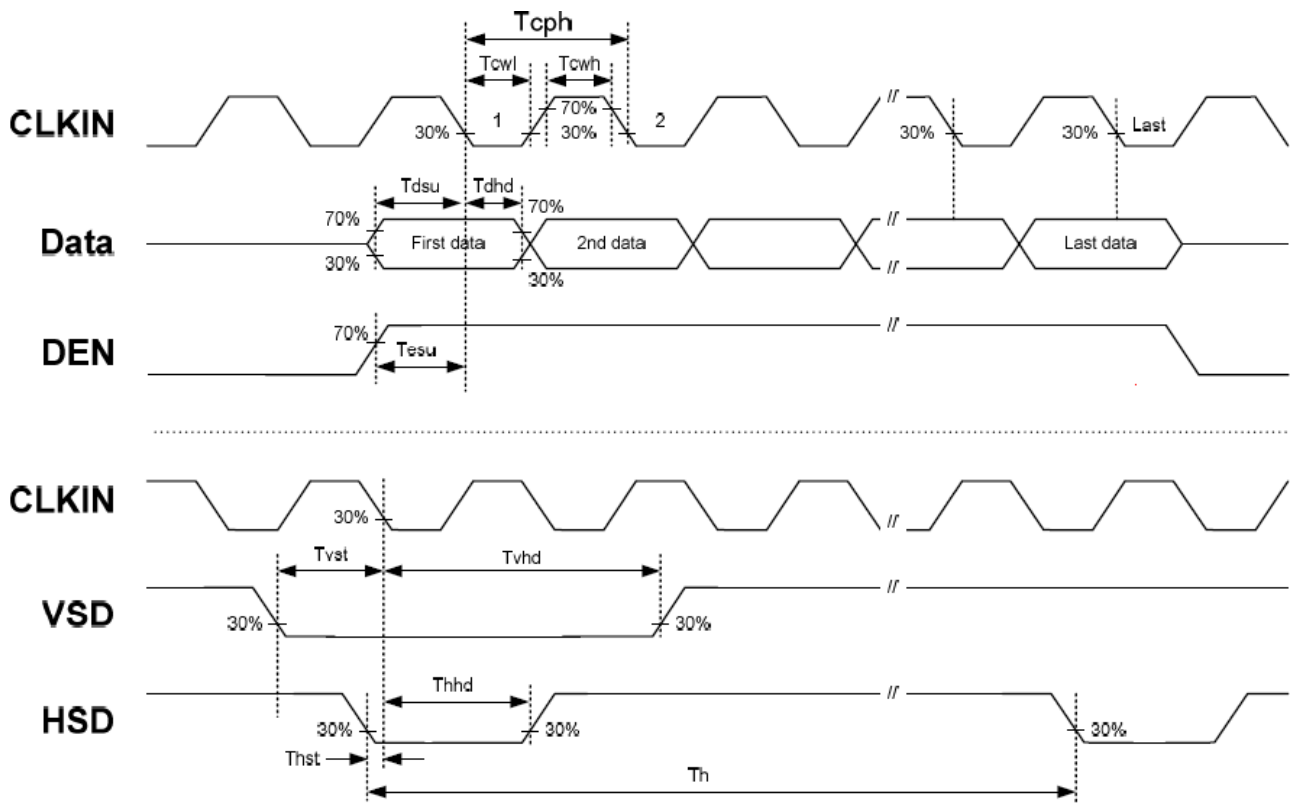 Tcph
Tcwl Tcwh
CLKIN 30% 1 70% 30% 2 // 30% 30% Last
Tdsu Tdhd
70% 70%
Data First data 2nd data // Last data
30% 30% //
DEN 70% //
Tesu
CLKIN 30% //
Tvst Tvhd
VSD 30% 30% //
Thhd
HSD 30% 30% // 30%
Thst
Th